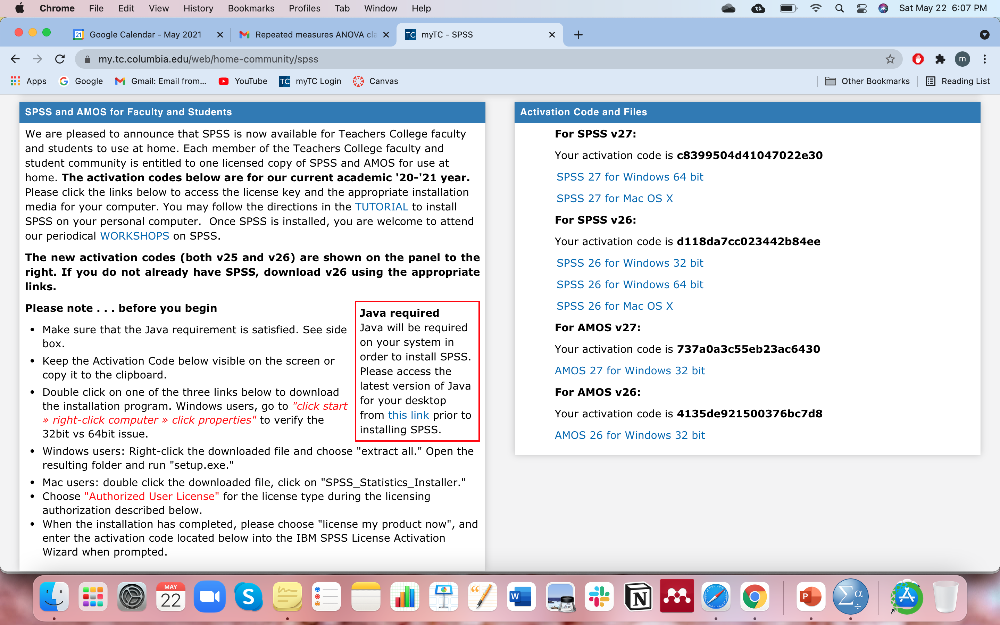 Chrome File Edit View History Bookmarks Profiles Tab Window Help Sat May 22 6:07 PM
21 Google Calendar - May 2021 Repeated measures ANOVA cla TC myTC - SPSS
my.tc.columbia.edu/web/home-community/spss m
Apps Google Gmail: Email from... YouTube TC myTC Login Canvas Other Bookmarks Reading List
SPSS and AMOS for Faculty and Students
We are pleased to announce that SPSS is now available for Teachers College faculty
and students to use at home. Each member of the Teachers College faculty and
student community is entitled to one licensed copy of SPSS and AMOS for use at
home. The activation codes below are for our current academic '20-'21 year.
Please click the links below to access the license key and the appropriate installation
media for your computer. You may follow the directions in the TUTORIAL to install
SPSS on your personal computer. Once SPSS is installed, you are welcome to attend
our periodical WORKSHOPS on SPSS.
The new activation codes (both v25 and v26) are shown on the panel to the
right. If you do not already have SPSS, download v26 using the appropriate
links.
Please note . . . before you begin
• Make sure that the Java requirement is satisfied. See side
box.
• Keep the Activation Code below visible on the screen or
copy it to the clipboard.
• Double click on one of the three links below to download
the installation program. Windows users, go to "click start
» right-click computer » click properties" to verify the
32bit vs 64bit issue.
Java required
Java will be required
on your system in
order to install SPSS.
Please access the
latest version of Java
for your desktop
from this link prior to
installing SPSS.
• Windows users: Right-click the downloaded file and choose "extract all." Open the
resulting folder and run "setup.exe."
• Mac users: double click the downloaded file, click on "SPSS_Statistics_Installer."
• Choose "Authorized User License" for the license type during the licensing
authorization described below.
• When the installation has completed, please choose "license my product now", and
enter the activation code located below into the IBM SPSS License Activation
Wizard when prompted.
Activation Code and Files
For SPSS v27:
Your activation code is c8399504d41047022e30
SPSS 27 for Windows 64 bit
SPSS 27 for Mac OS X
For SPSS v26:
Your activation code is d118da7cc023442b84ee
SPSS 26 for Windows 32 bit
SPSS 26 for Windows 64 bit
SPSS 26 for Mac OS X
For AMOS v27:
Your activation code is 737a0a3c55eb23ac6430
AMOS 27 for Windows 32 bit
For AMOS v26:
Your activation code is 4135de921500376bc7d8
AMOS 26 for Windows 32 bit
MAY
22 S W N P Σα÷